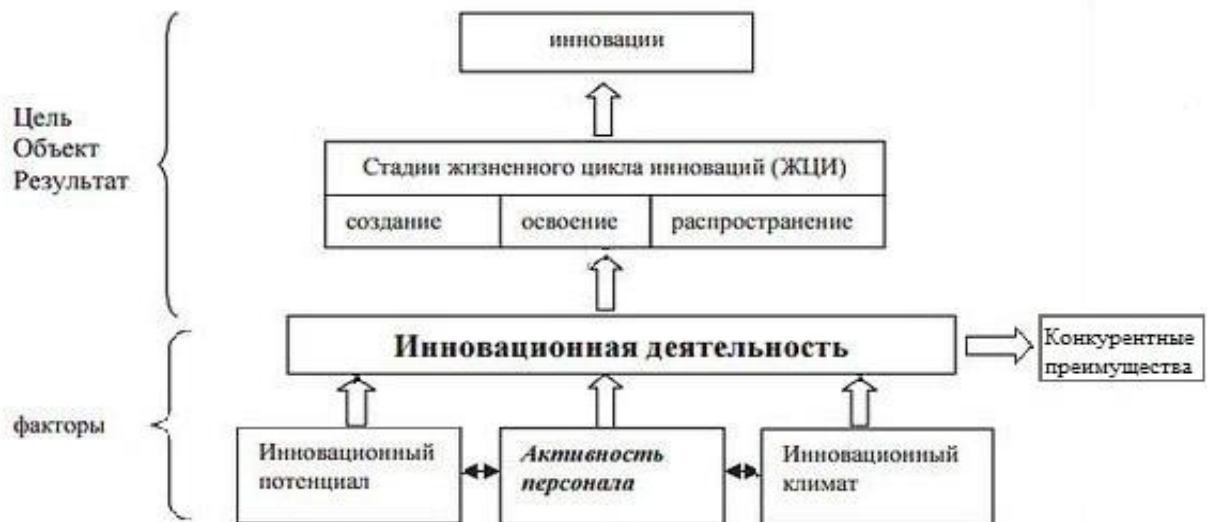 инновации
Цель
Объект
Результат
Стадии жизненного цикла инноваций (ЖЦИ)
создание
освоение
распространение
Инновационная деятельность
Конкурентные
преимущества
факторы
Инновационный
потенциал
Активность
персонала
Инновационный
климат